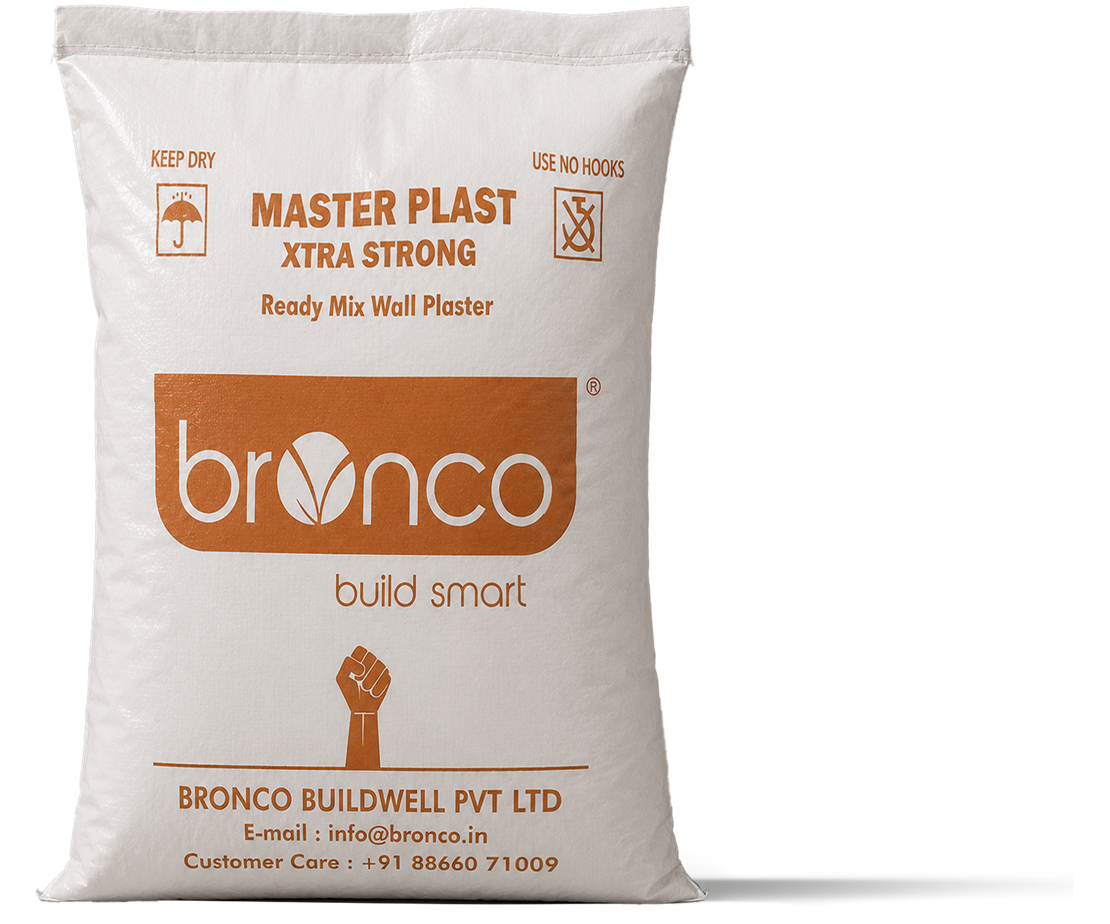 KEEP DRY
USE NO HOOKS
MASTER PLAST
XTRA STRONG
Ready Mix Wall Plaster
bronco®
build smart
BRONCO BUILDWELL PVT LTD
E-mail : info@bronco.in
Customer Care : +91 88660 71009